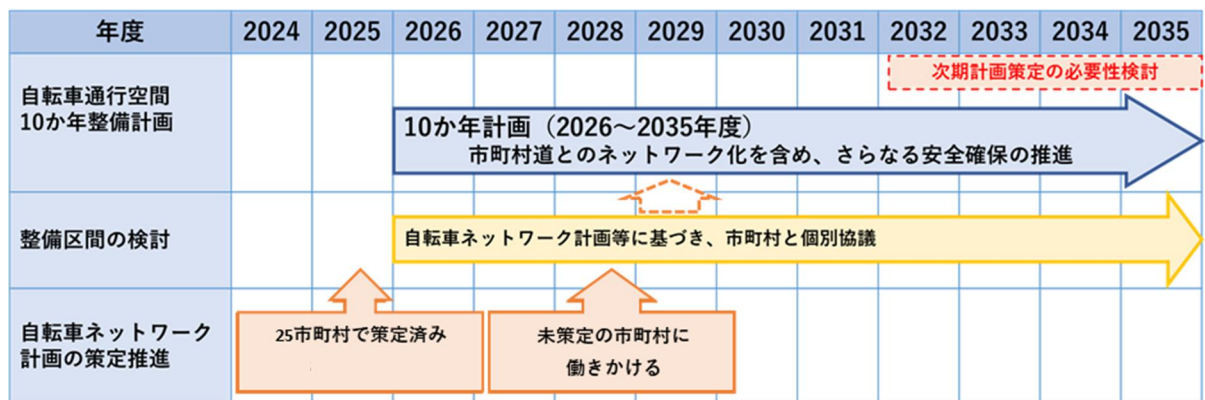 年度 2024 2025 2026 2027 2028 2029 2030 2031 2032 2033 2034 2035
次期計画策定の必要性検討
自転車通行空間
10か年整備計画
10か年計画（2026～2035年度）
市町村道とのネットワーク化を含め、さらなる安全確保の推進
整備区間の検討
自転車ネットワーク計画等に基づき、市町村と個別協議
自転車ネットワーク
計画の策定推進
25市町村で策定済み
未策定の市町村に
働きかける